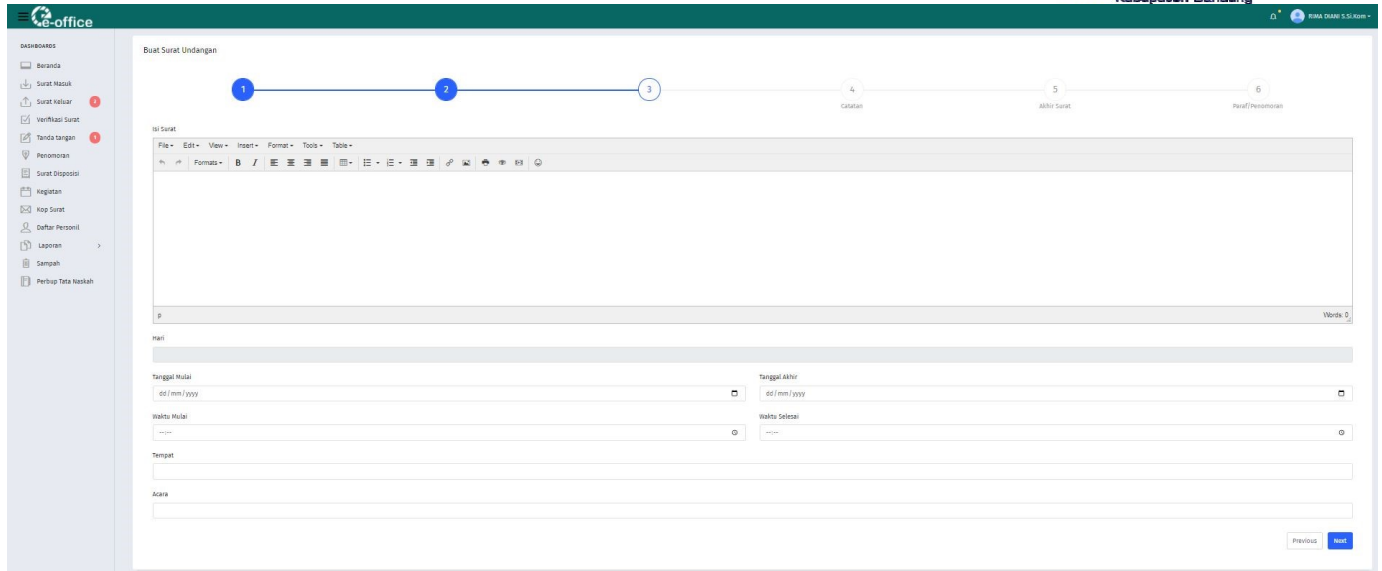 Kabupaten Bandung
e-office
RIMA DIANI S.Si.Kom
DASHBOARDS
Beranda
Surat Masuk
Surat Keluar
Verifikasi Surat
Tanda tangan
Penomoran
Surat Disposisi
Kegiatan
Kop Surat
Daftar Personil
Laporan
Sampah
Perbup Tata Naskah
Buat Surat Undangan
1 2 3 4 5 6
Catatan Akhir Surat Paraf/Penomoran
Isi Surat
File Edit View Insert Format Tools Table
Formats B I
p Words: 0
Hari
Tanggal Mulai Tanggal Akhir
dd/mm/yyyy dd/mm/yyyy
Waktu Mulai Waktu Selesai
--:-- --:--
Tempat
Acara
Previous Next